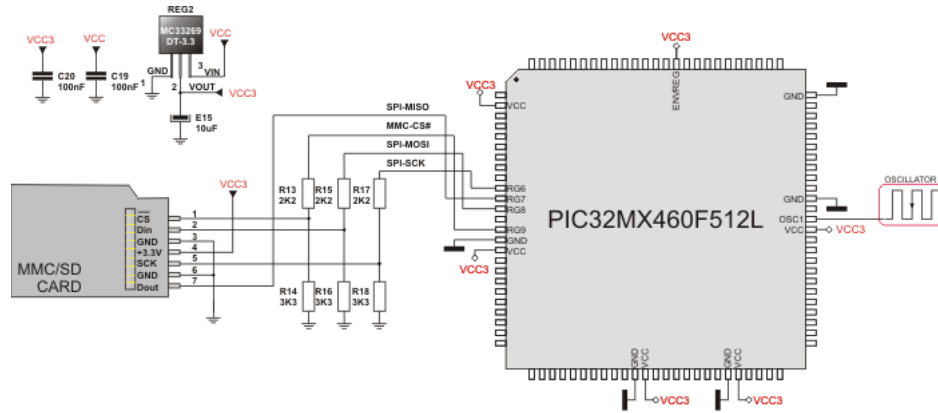 REG2
MC33269
DT-3.3
VCC3
VCC
VCC
C20
100nF
C19
100nF
GND
1
3
VIN
2
VOUT
VCC3
E15
10uF
SPI-MISO
MMC-CS#
SPI-MOSI
SPI-SCK
R13
2K2
R15
2K2
R17
2K2
R14
3K3
R16
3K3
R18
3K3
VCC3
MMC/SD
CARD
CS 1
Din 2
GND 3
+3.3V 4
SCK 5
GND 6
Dout 7
PIC32MX460F512L
VCC3
ENVREG
VCC3
VCC
RG6
RG7
RG8
RG9
GND
VCC
VCC3
GND
GND
OSC1
VCC
VCC3
OSCILLATOR
GND
VCC
VCC3
GND
VCC
VCC3